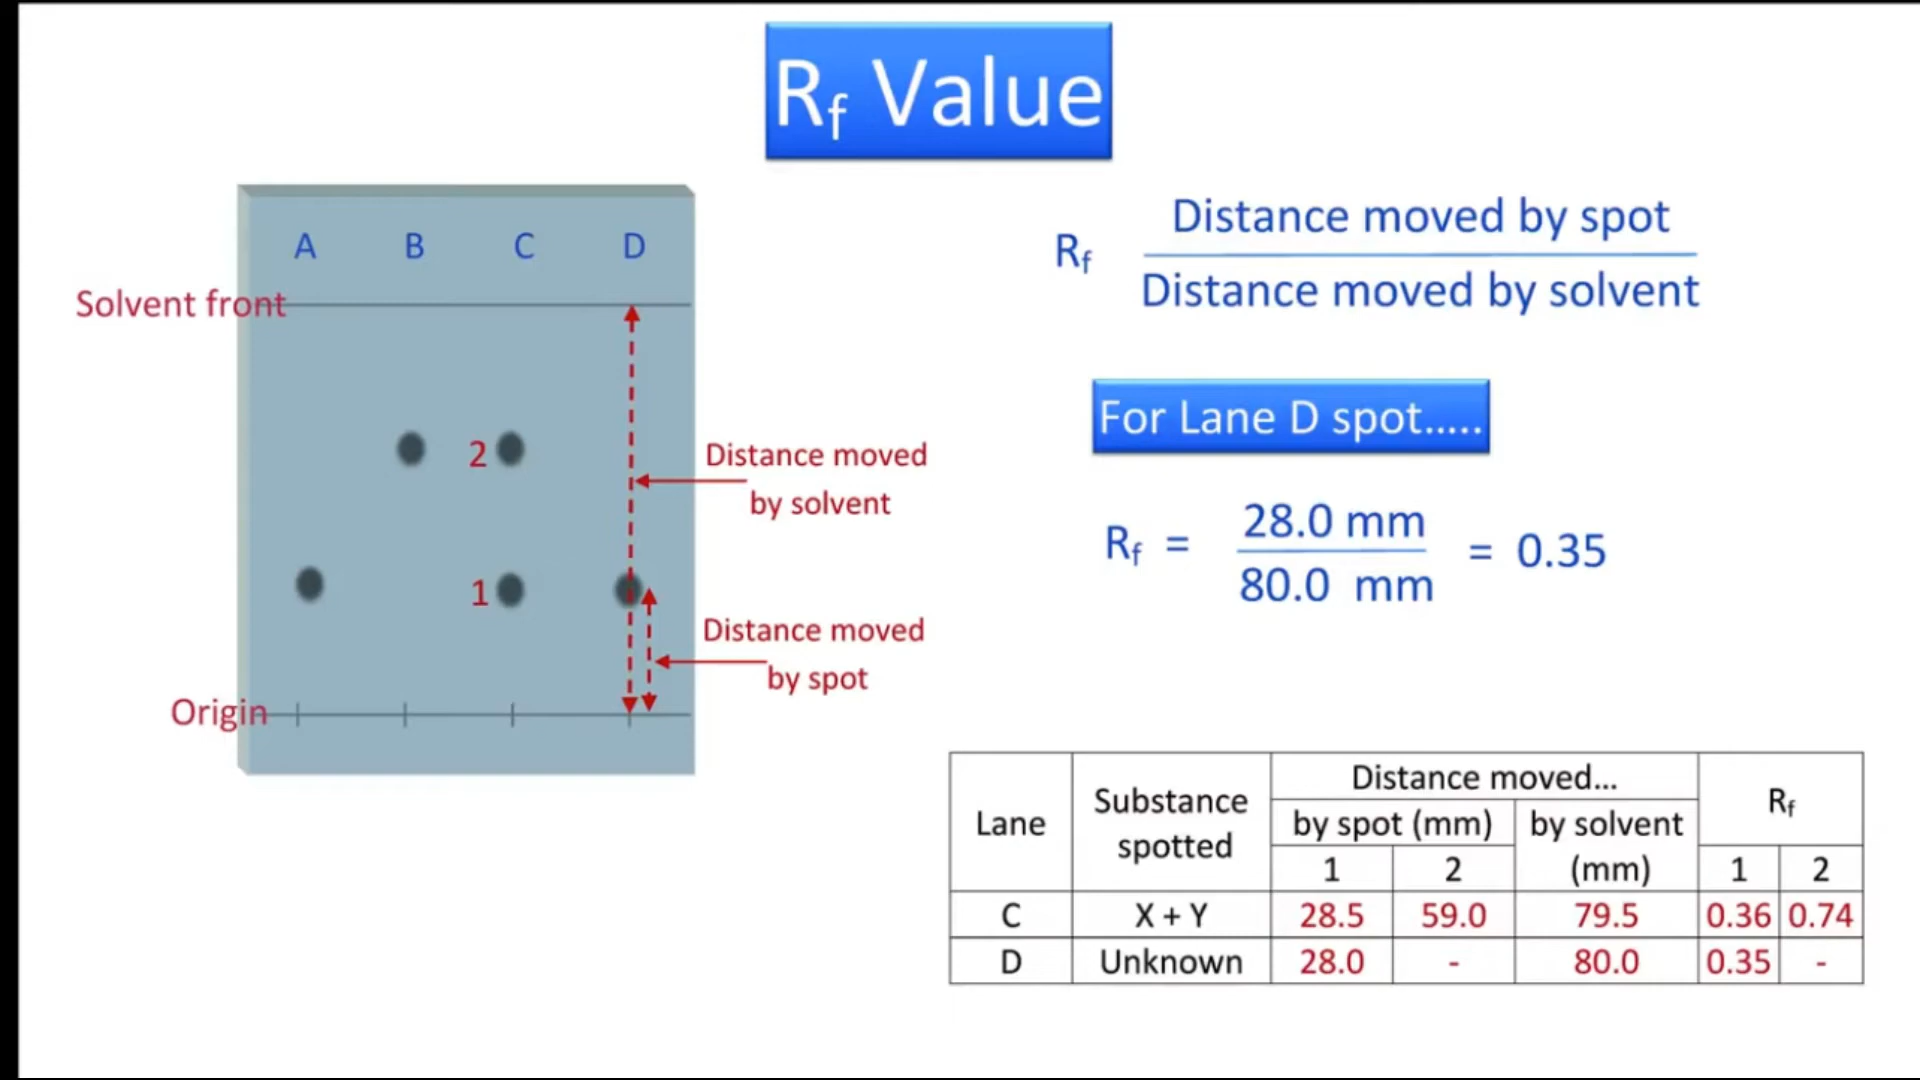 Rf Value
A B C D
Solvent front
2
1
Distance moved
by solvent
Distance moved
by spot
Origin
Rf Distance moved by spot
Distance moved by solvent
For Lane D spot.....
Rf = 28.0 mm = 0.35
80.0 mm
Lane Substance spotted Distance moved... Rf
by spot (mm) by solvent (mm)
1 2 1 2
C X + Y 28.5 59.0 79.5 0.36 0.74
D Unknown 28.0 - 80.0 0.35 -